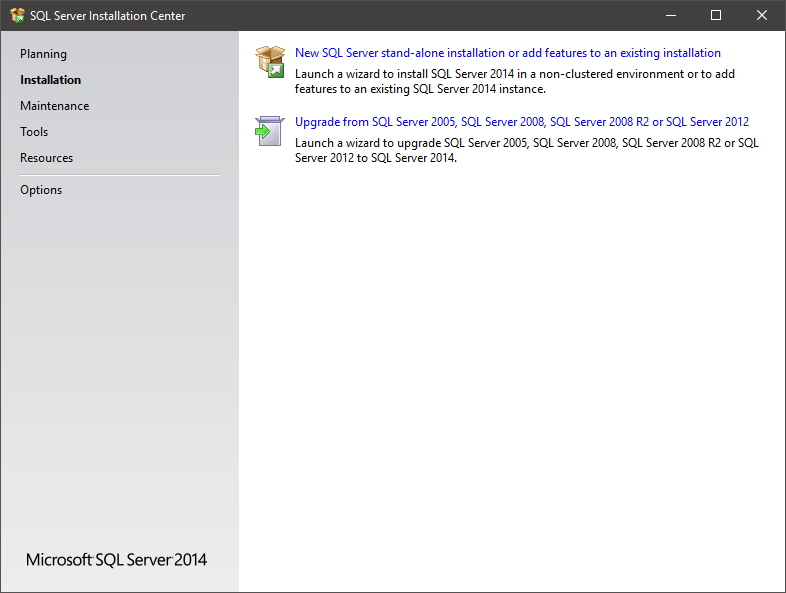 SQL Server Installation Center
Planning
Installation
Maintenance
Tools
Resources
Options
Microsoft SQL Server 2014
New SQL Server stand-alone installation or add features to an existing installation
Launch a wizard to install SQL Server 2014 in a non-clustered environment or to add
features to an existing SQL Server 2014 instance.
Upgrade from SQL Server 2005, SQL Server 2008, SQL Server 2008 R2 or SQL Server 2012
Launch a wizard to upgrade SQL Server 2005, SQL Server 2008, SQL Server 2008 R2 or SQL
Server 2012 to SQL Server 2014.